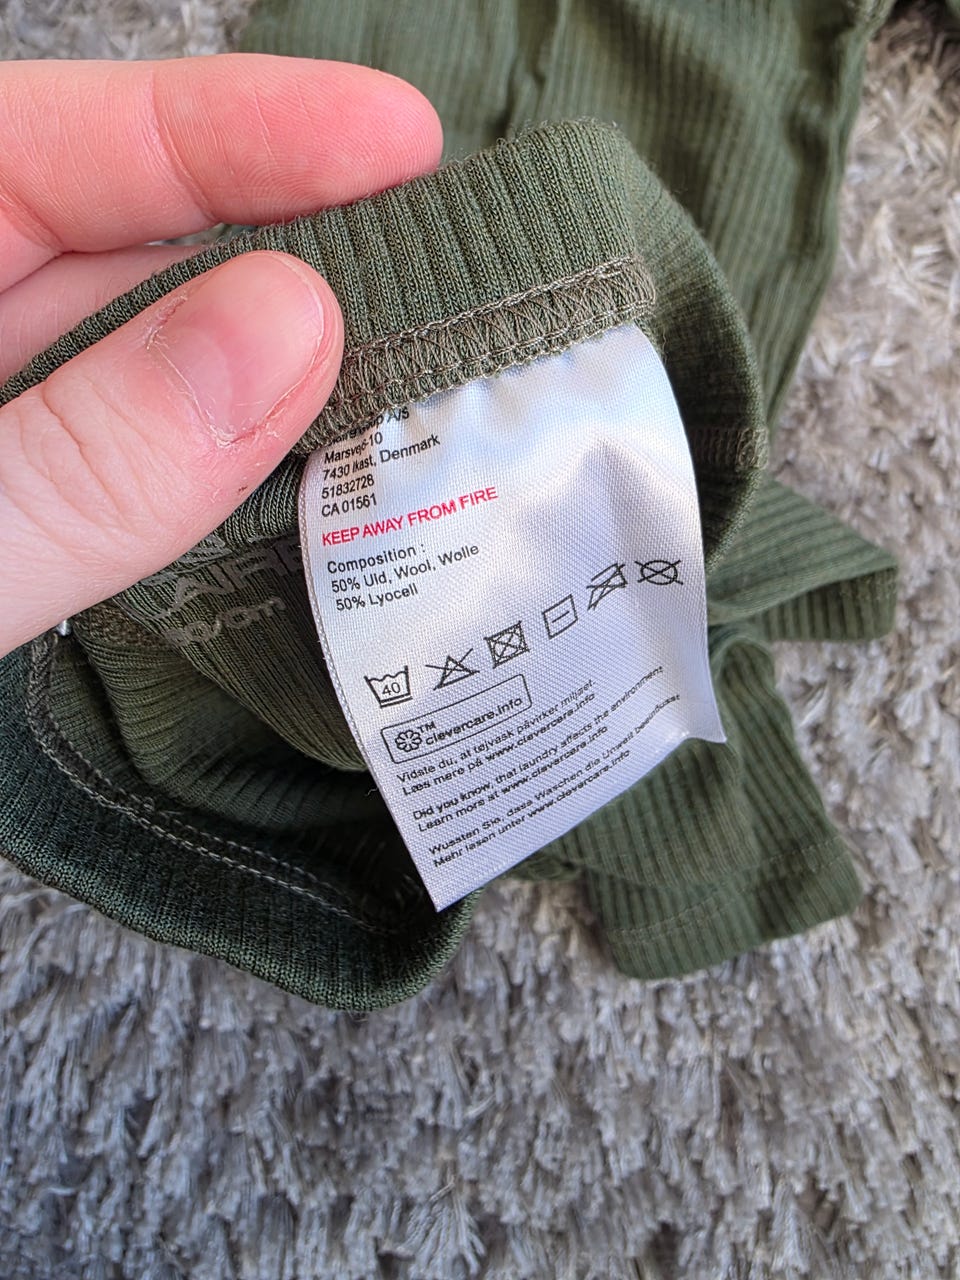 A/S
Marsvej 10
7430 Ikast, Denmark
51832728
CA 01561
KEEP AWAY FROM FIRE
Composition :
50% Uld, Wool, Wolle
50% Lyocell
40
TM
clevercare.info
Vidste du, at tøjvask påvirker miljøet.
Læs mere på www.clevercare.info
Did you know, that laundry affects the environment
Learn more at www.clevercare.info
Wussten Sie, dass Waschen die Umwelt beeinflusst
Mehr lesen unter www.clevercare.info